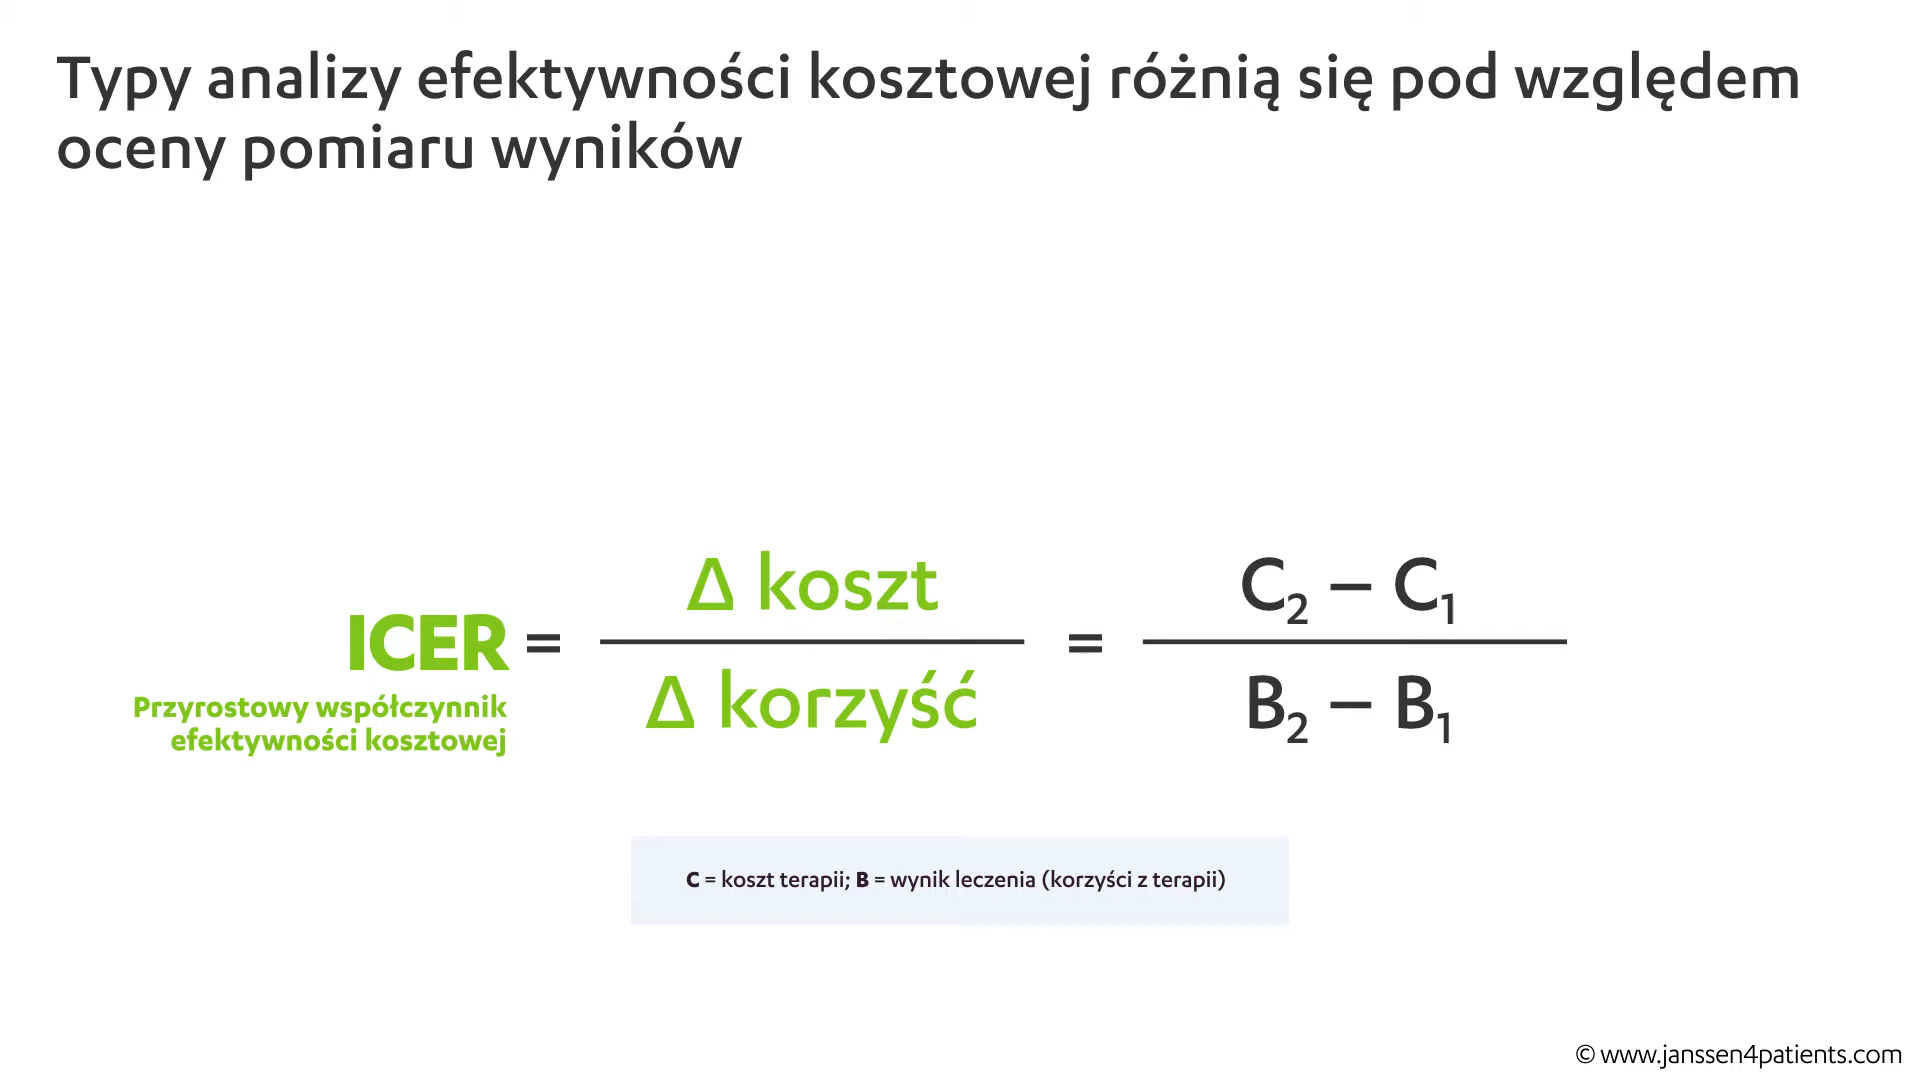 Typy analizy efektywności kosztowej różnią się pod względem
oceny pomiaru wyników
ICER = Δ koszt / Δ korzyść = C₂ – C₁ / B₂ – B₁
Przyrostowy współczynnik
efektywności kosztowej
C = koszt terapii; B = wynik leczenia (korzyści z terapii)
© www.janssen4patients.com